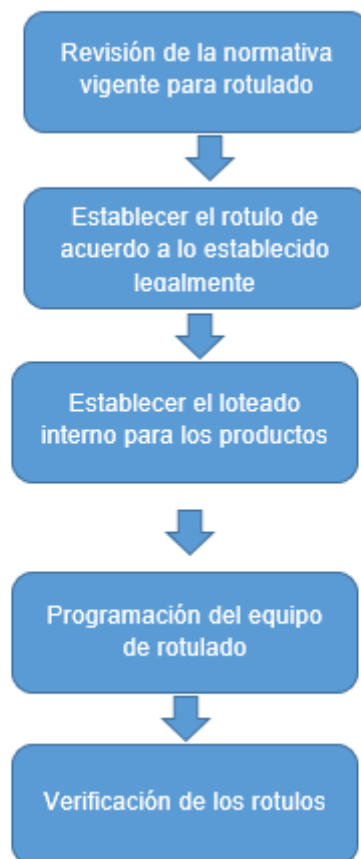 Revisión de la normativa
vigente para rotulado
Establecer el rotulo de
acuerdo a lo establecido
legalmente
Establecer el loteado
interno para los productos
Programación del equipo
de rotulado
Verificación de los rotulos